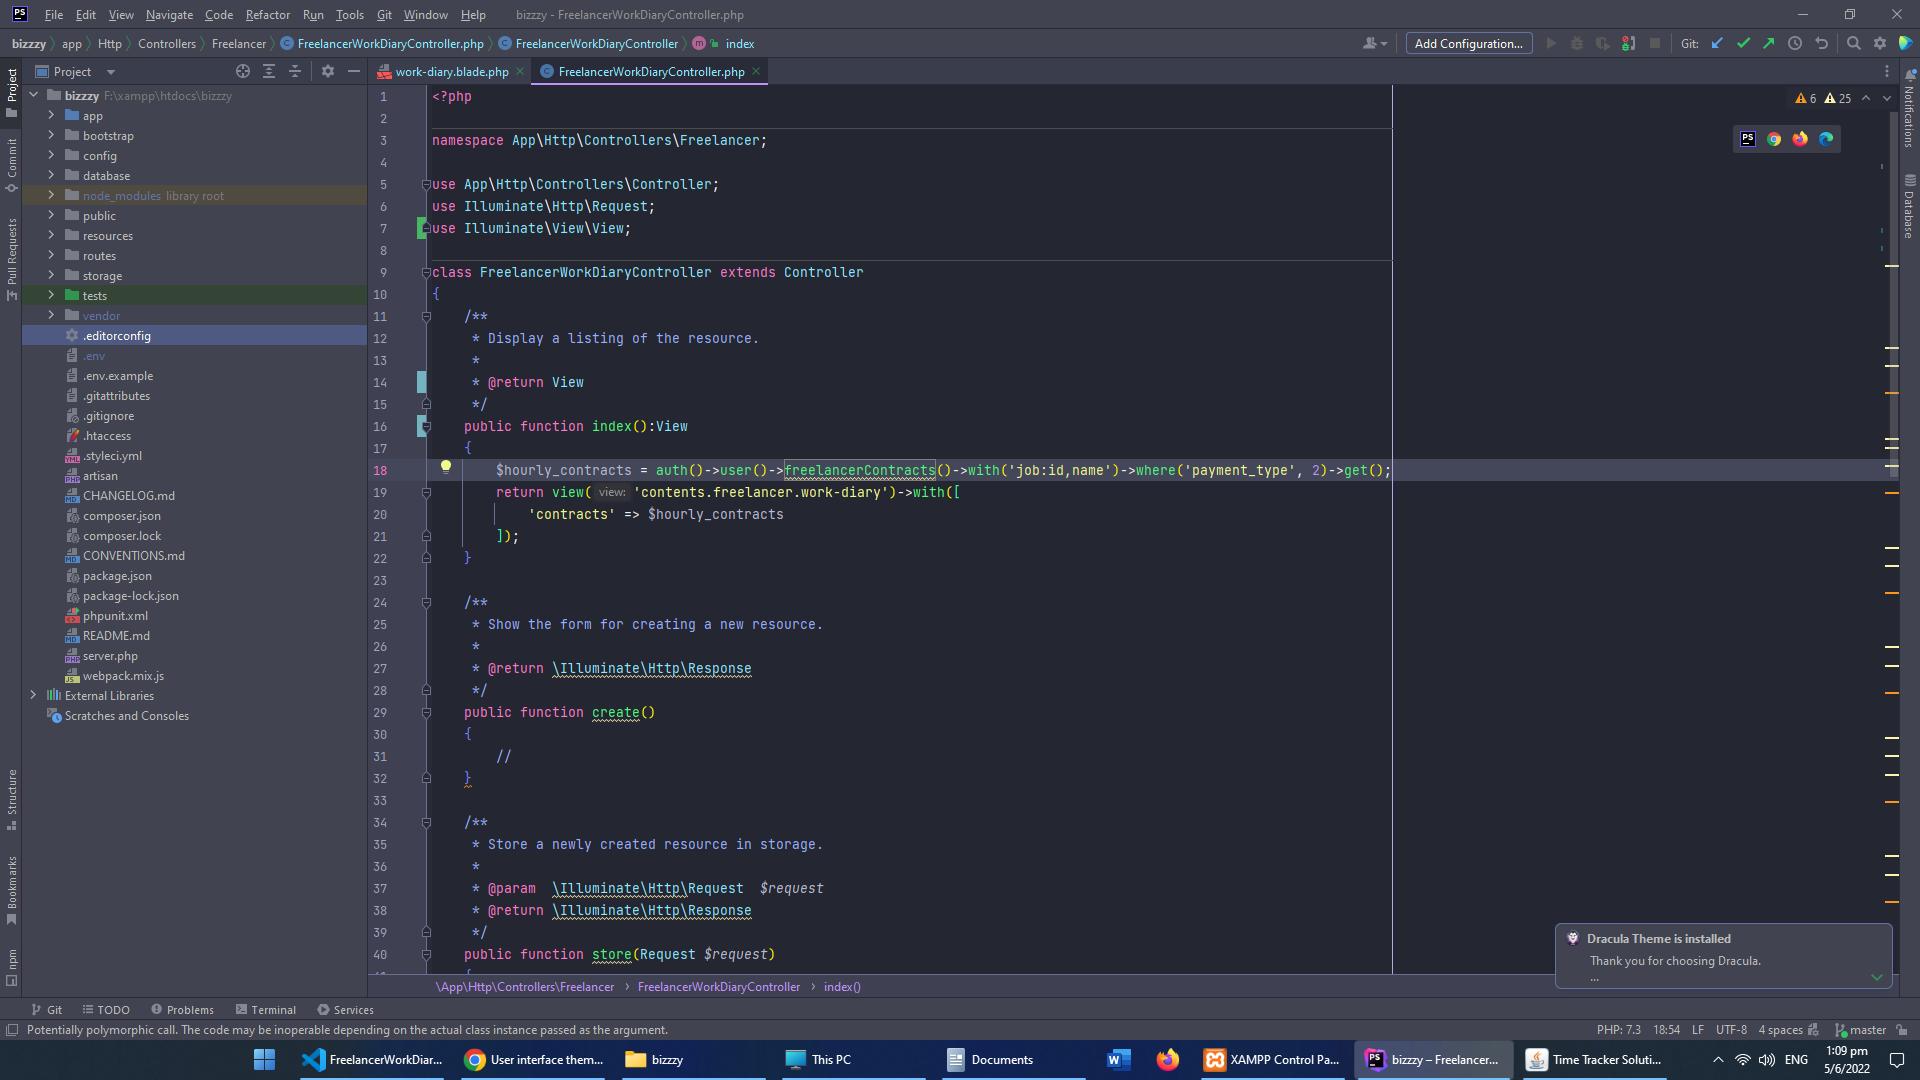 File Edit View Navigate Code Refactor Run Tools Git Window Help bizzzy - FreelancerWorkDiaryController.php
bizzzy app Http Controllers Freelancer FreelancerWorkDiaryController.php FreelancerWorkDiaryController index Add Configuration... Git:
Project
work-diary.blade.php
FreelancerWorkDiaryController.php
Project
Commit
Pull Requests
Structure
Bookmarks
npm
Notifications
Database
bizzzy F:\xampp\htdocs\bizzzy
app
bootstrap
config
database
node_modules library root
public
resources
routes
storage
tests
vendor
.editorconfig
.env
.env.example
.gitattributes
.gitignore
.htaccess
.styleci.yml
artisan
CHANGELOG.md
composer.json
composer.lock
CONVENTIONS.md
package.json
package-lock.json
phpunit.xml
README.md
server.php
webpack.mix.js
External Libraries
Scratches and Consoles
6 25
1 <?php
2
3 namespace App\Http\Controllers\Freelancer;
4
5 use App\Http\Controllers\Controller;
6 use Illuminate\Http\Request;
7 use Illuminate\View\View;
8
9 class FreelancerWorkDiaryController extends Controller
10 {
11 /**
12 * Display a listing of the resource.
13 *
14 * @return View
15 */
16 public function index():View
17 {
18 $hourly_contracts = auth()->user()->freelancerContracts()->with('job:id,name')->where('payment_type', 2)->get();
19 return view( view: 'contents.freelancer.work-diary')->with([
20 'contracts' => $hourly_contracts
21 ]);
22 }
23
24 /**
25 * Show the form for creating a new resource.
26 *
27 * @return \Illuminate\Http\Response
28 */
29 public function create()
30 {
31 //
32 }
33
34 /**
35 * Store a newly created resource in storage.
36 *
37 * @param \Illuminate\Http\Request $request
38 * @return \Illuminate\Http\Response
39 */
40 public function store(Request $request)
{
\App\Http\Controllers\Freelancer FreelancerWorkDiaryController index()
Dracula Theme is installed
Thank you for choosing Dracula.
...
Git TODO Problems Terminal Services
Potentially polymorphic call. The code may be inoperable depending on the actual class instance passed as the argument. PHP: 7.3 18:54 LF UTF-8 4 spaces master
FreelancerWorkDiar... User interface them... bizzzy This PC Documents XAMPP Control Pa... bizzzy – Freelancer... Time Tracker Soluti... ENG
1:09 pm
5/6/2022